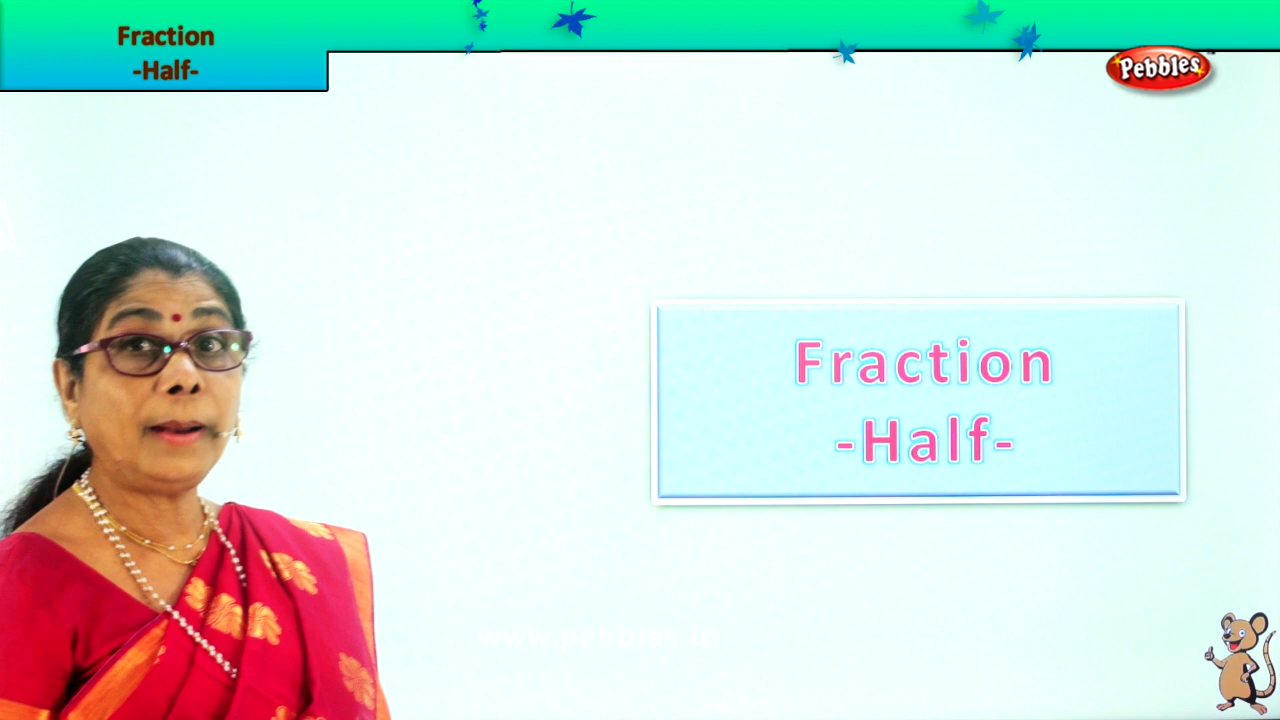 Fraction
-Half-
Pebbles
Fraction
-Half-
www.pebbles.in